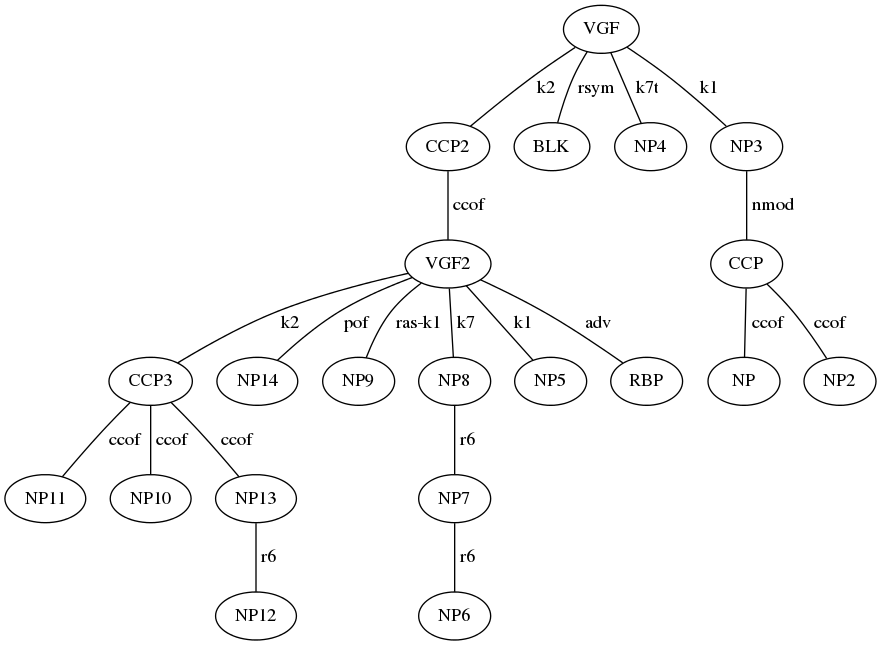 VGF
k2 rsym k7t k1
CCP2 BLK NP4 NP3
ccof nmod
VGF2 CCP
k2 pof ras-k1 k7 k1 adv ccof ccof
CCP3 NP14 NP9 NP8 NP5 RBP NP NP2
ccof ccof ccof r6
NP11 NP10 NP13 NP7
r6 r6
NP12 NP6